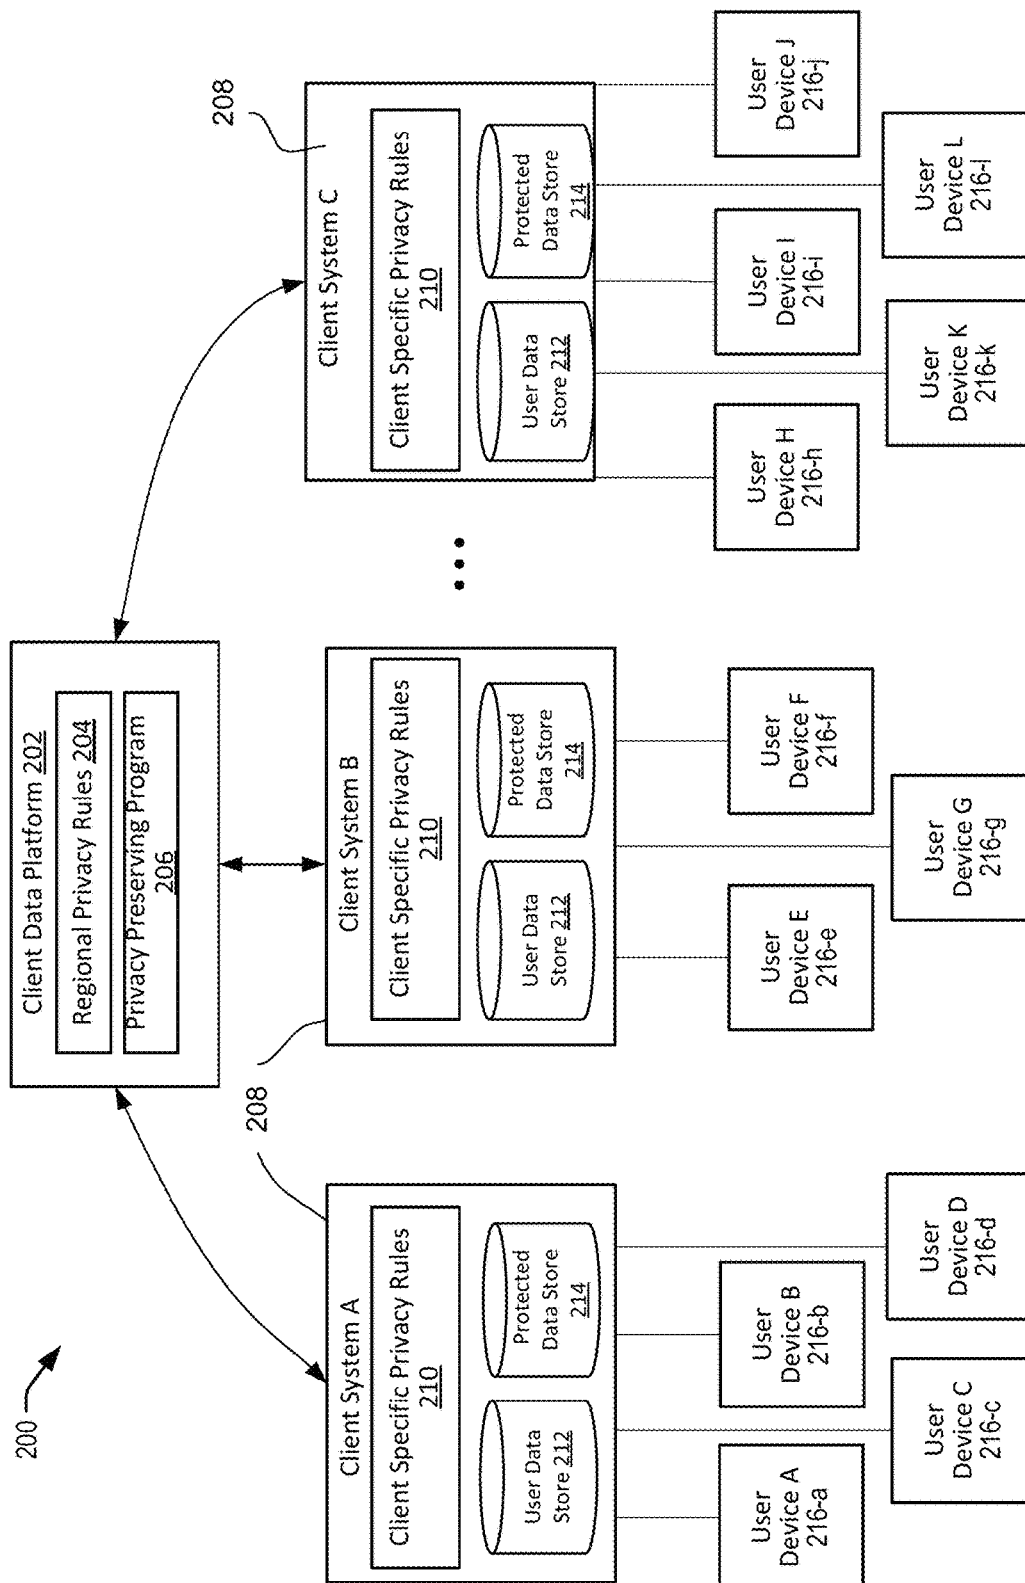 200
Client Data Platform 202
Regional Privacy Rules 204
Privacy Preserving Program
206
208
208
Client System A
Client Specific Privacy Rules
210
User Data
Store 212
Protected
Data Store
214
Client System B
Client Specific Privacy Rules
210
User Data
Store 212
Protected
Data Store
214
Client System C
Client Specific Privacy Rules
210
User Data
Store 212
Protected
Data Store
214
User
Device A
216-a
User
Device B
216-b
User
Device C
216-c
User
Device D
216-d
User
Device E
216-e
User
Device F
216-f
User
Device G
216-g
User
Device H
216-h
User
Device I
216-i
User
Device J
216-j
User
Device K
216-k
User
Device L
216-l